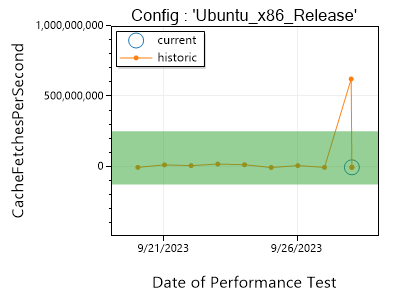 Config : 'Ubuntu_x86_Release'
1,000,000,000
current
historic
500,000,000
CacheFetchesPerSecond
0
9/21/2023
9/26/2023
Date of Performance Test